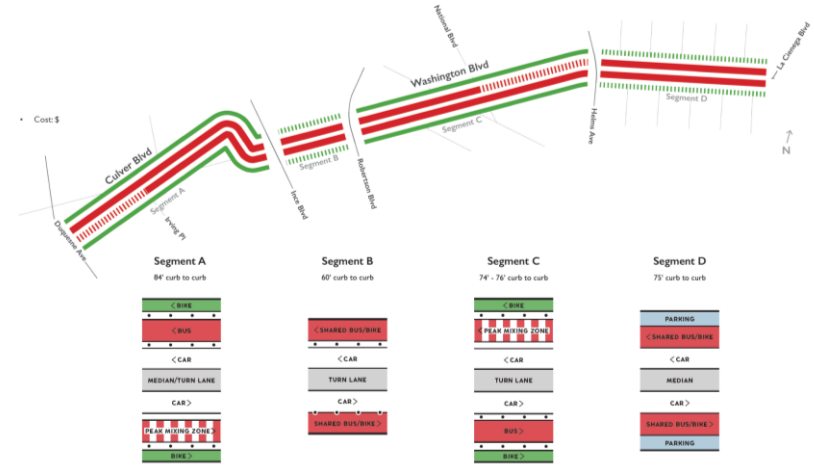 National Blvd
Washington Blvd
La Cienega Blvd
Segment D
• Cost: $
Segment C
Helms Ave
Culver Blvd
Segment B
N
Segment A
Robertson Blvd
Ince Blvd
Irving Pl
Duquesne Ave
Segment A
84' curb to curb
< BIKE
< BUS
< CAR
MEDIAN/TURN LANE
CAR >
PEAK MIXING ZONE >
BIKE >
Segment B
60' curb to curb
< SHARED BUS/BIKE
< CAR
TURN LANE
CAR >
SHARED BUS/BIKE >
Segment C
74' - 76' curb to curb
< BIKE
< PEAK MIXING ZONE
< CAR
TURN LANE
CAR >
BUS >
BIKE >
Segment D
75' curb to curb
PARKING
< SHARED BUS/BIKE
< CAR
MEDIAN
CAR >
SHARED BUS/BIKE >
PARKING